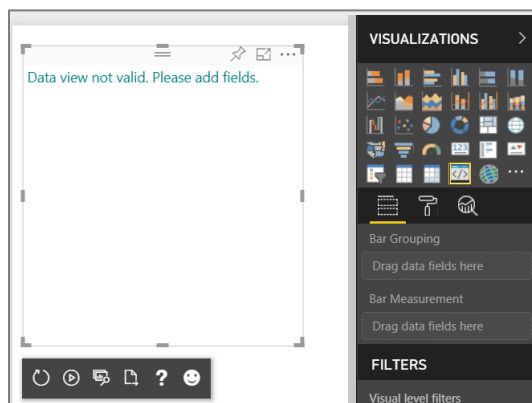 Data view not valid. Please add fields.
VISUALIZATIONS
123
Bar Grouping
Drag data fields here
Bar Measurement
Drag data fields here
FILTERS
Visual level filters